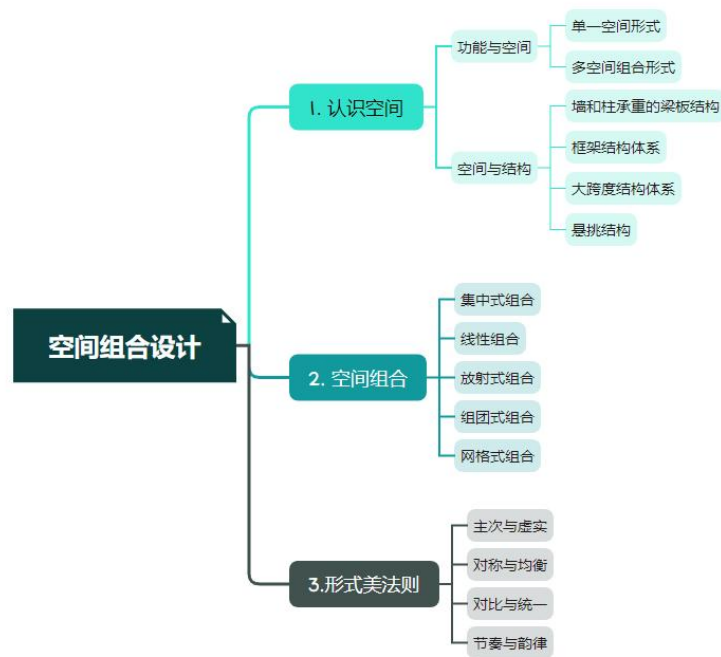 空间组合设计
1. 认识空间
功能与空间
单一空间形式
多空间组合形式
空间与结构
墙和柱承重的梁板结构
框架结构体系
大跨度结构体系
悬挑结构
2. 空间组合
集中式组合
线性组合
放射式组合
组团式组合
网格式组合
3.形式美法则
主次与虚实
对称与均衡
对比与统一
节奏与韵律